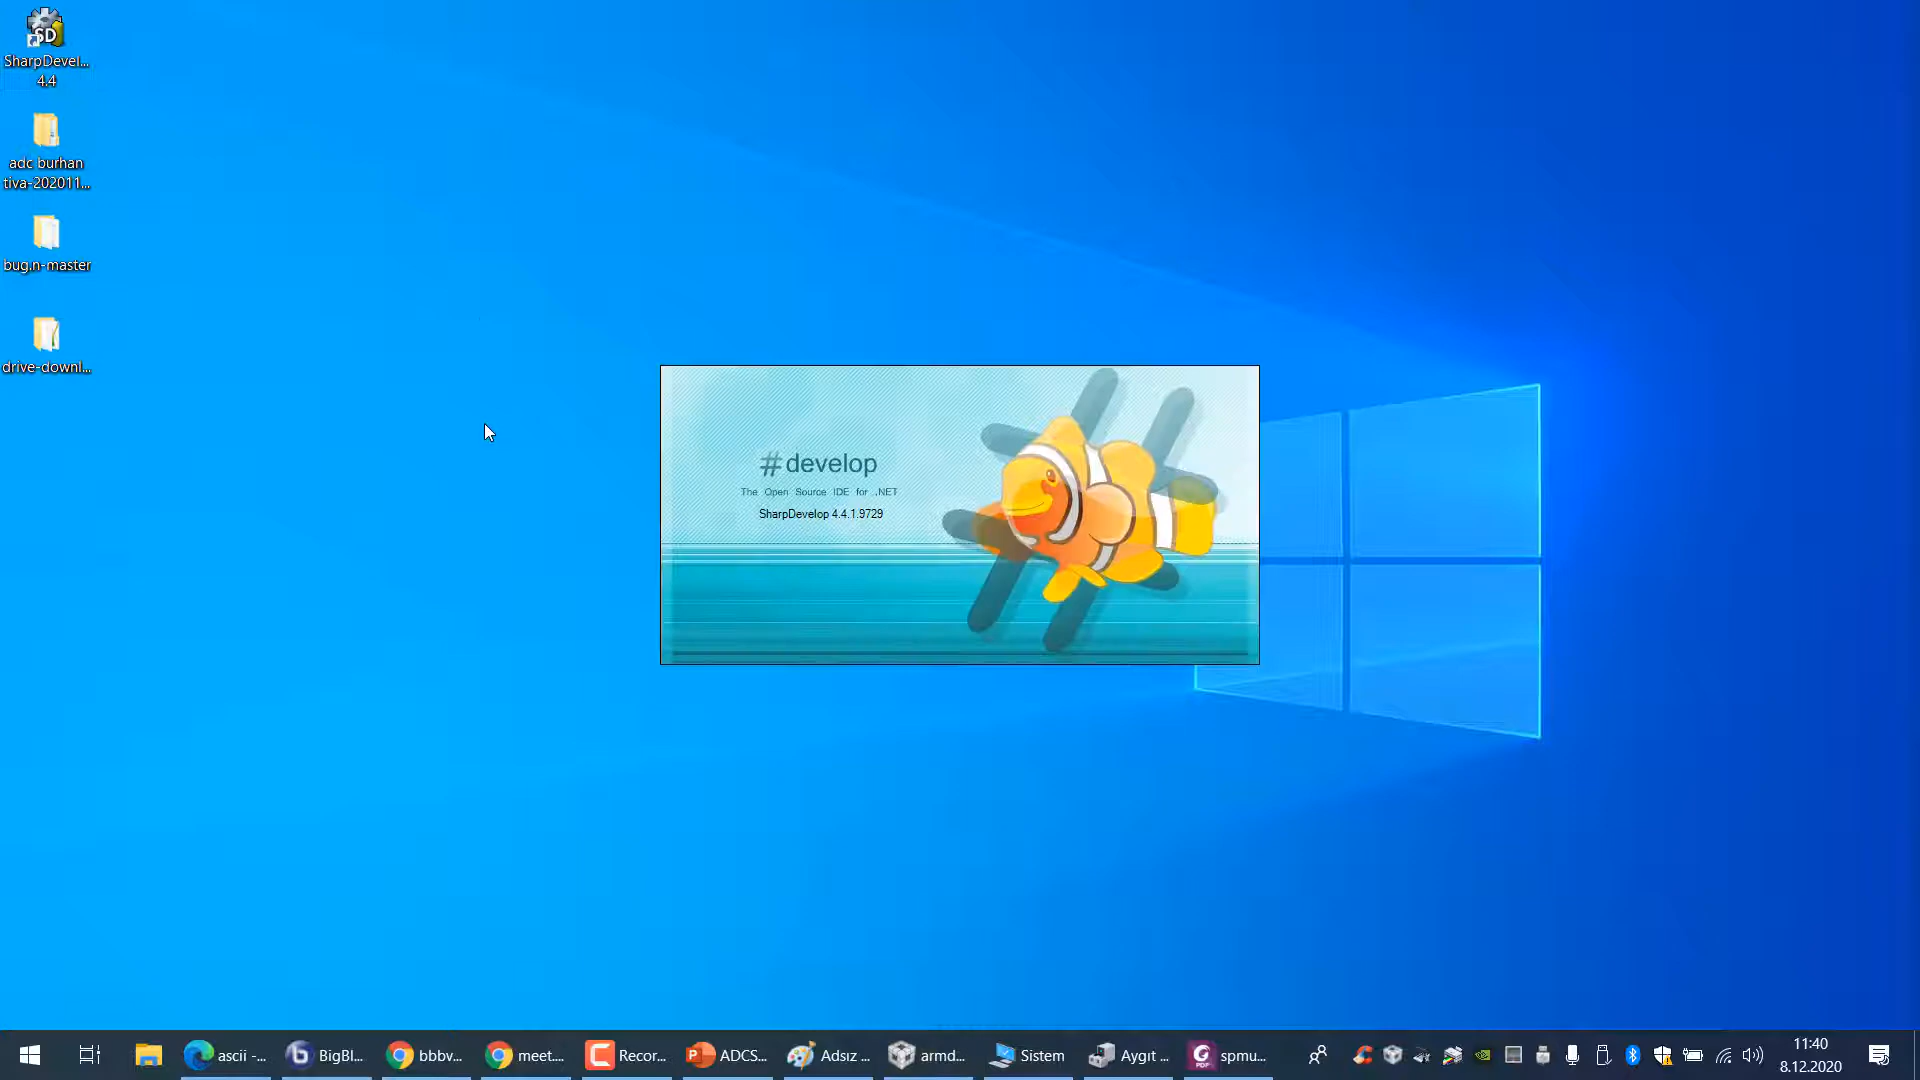 SharpDevel...
4.4
adc burhan
tiva-202011...
bug.n-master
drive-downl...
#develop
The Open Source IDE for .NET
SharpDevelop 4.4.1.9729
ascii -...
BigBl...
bbbv...
meet....
Recor...
ADCS...
Adsız ...
armd...
Sistem
Aygıt ...
spmu...
11:40
8.12.2020